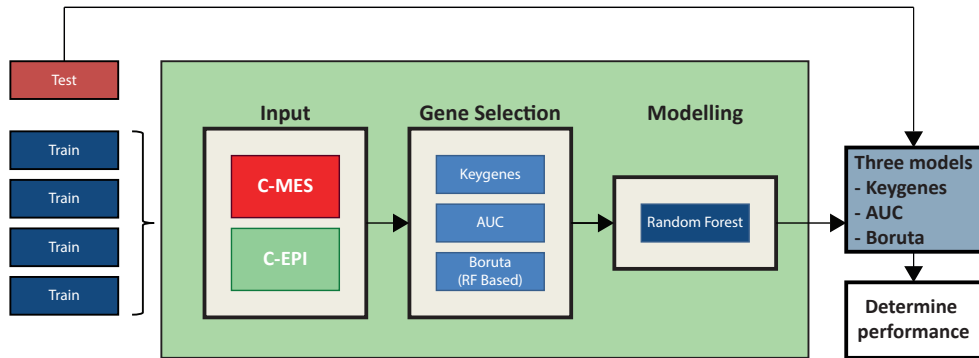 Test
Train
Train
Train
Train
Input
C-MES
C-EPI
Gene Selection
Keygenes
AUC
Boruta
(RF Based)
Modelling
Random Forest
Three models
- Keygenes
- AUC
- Boruta
Determine
performance